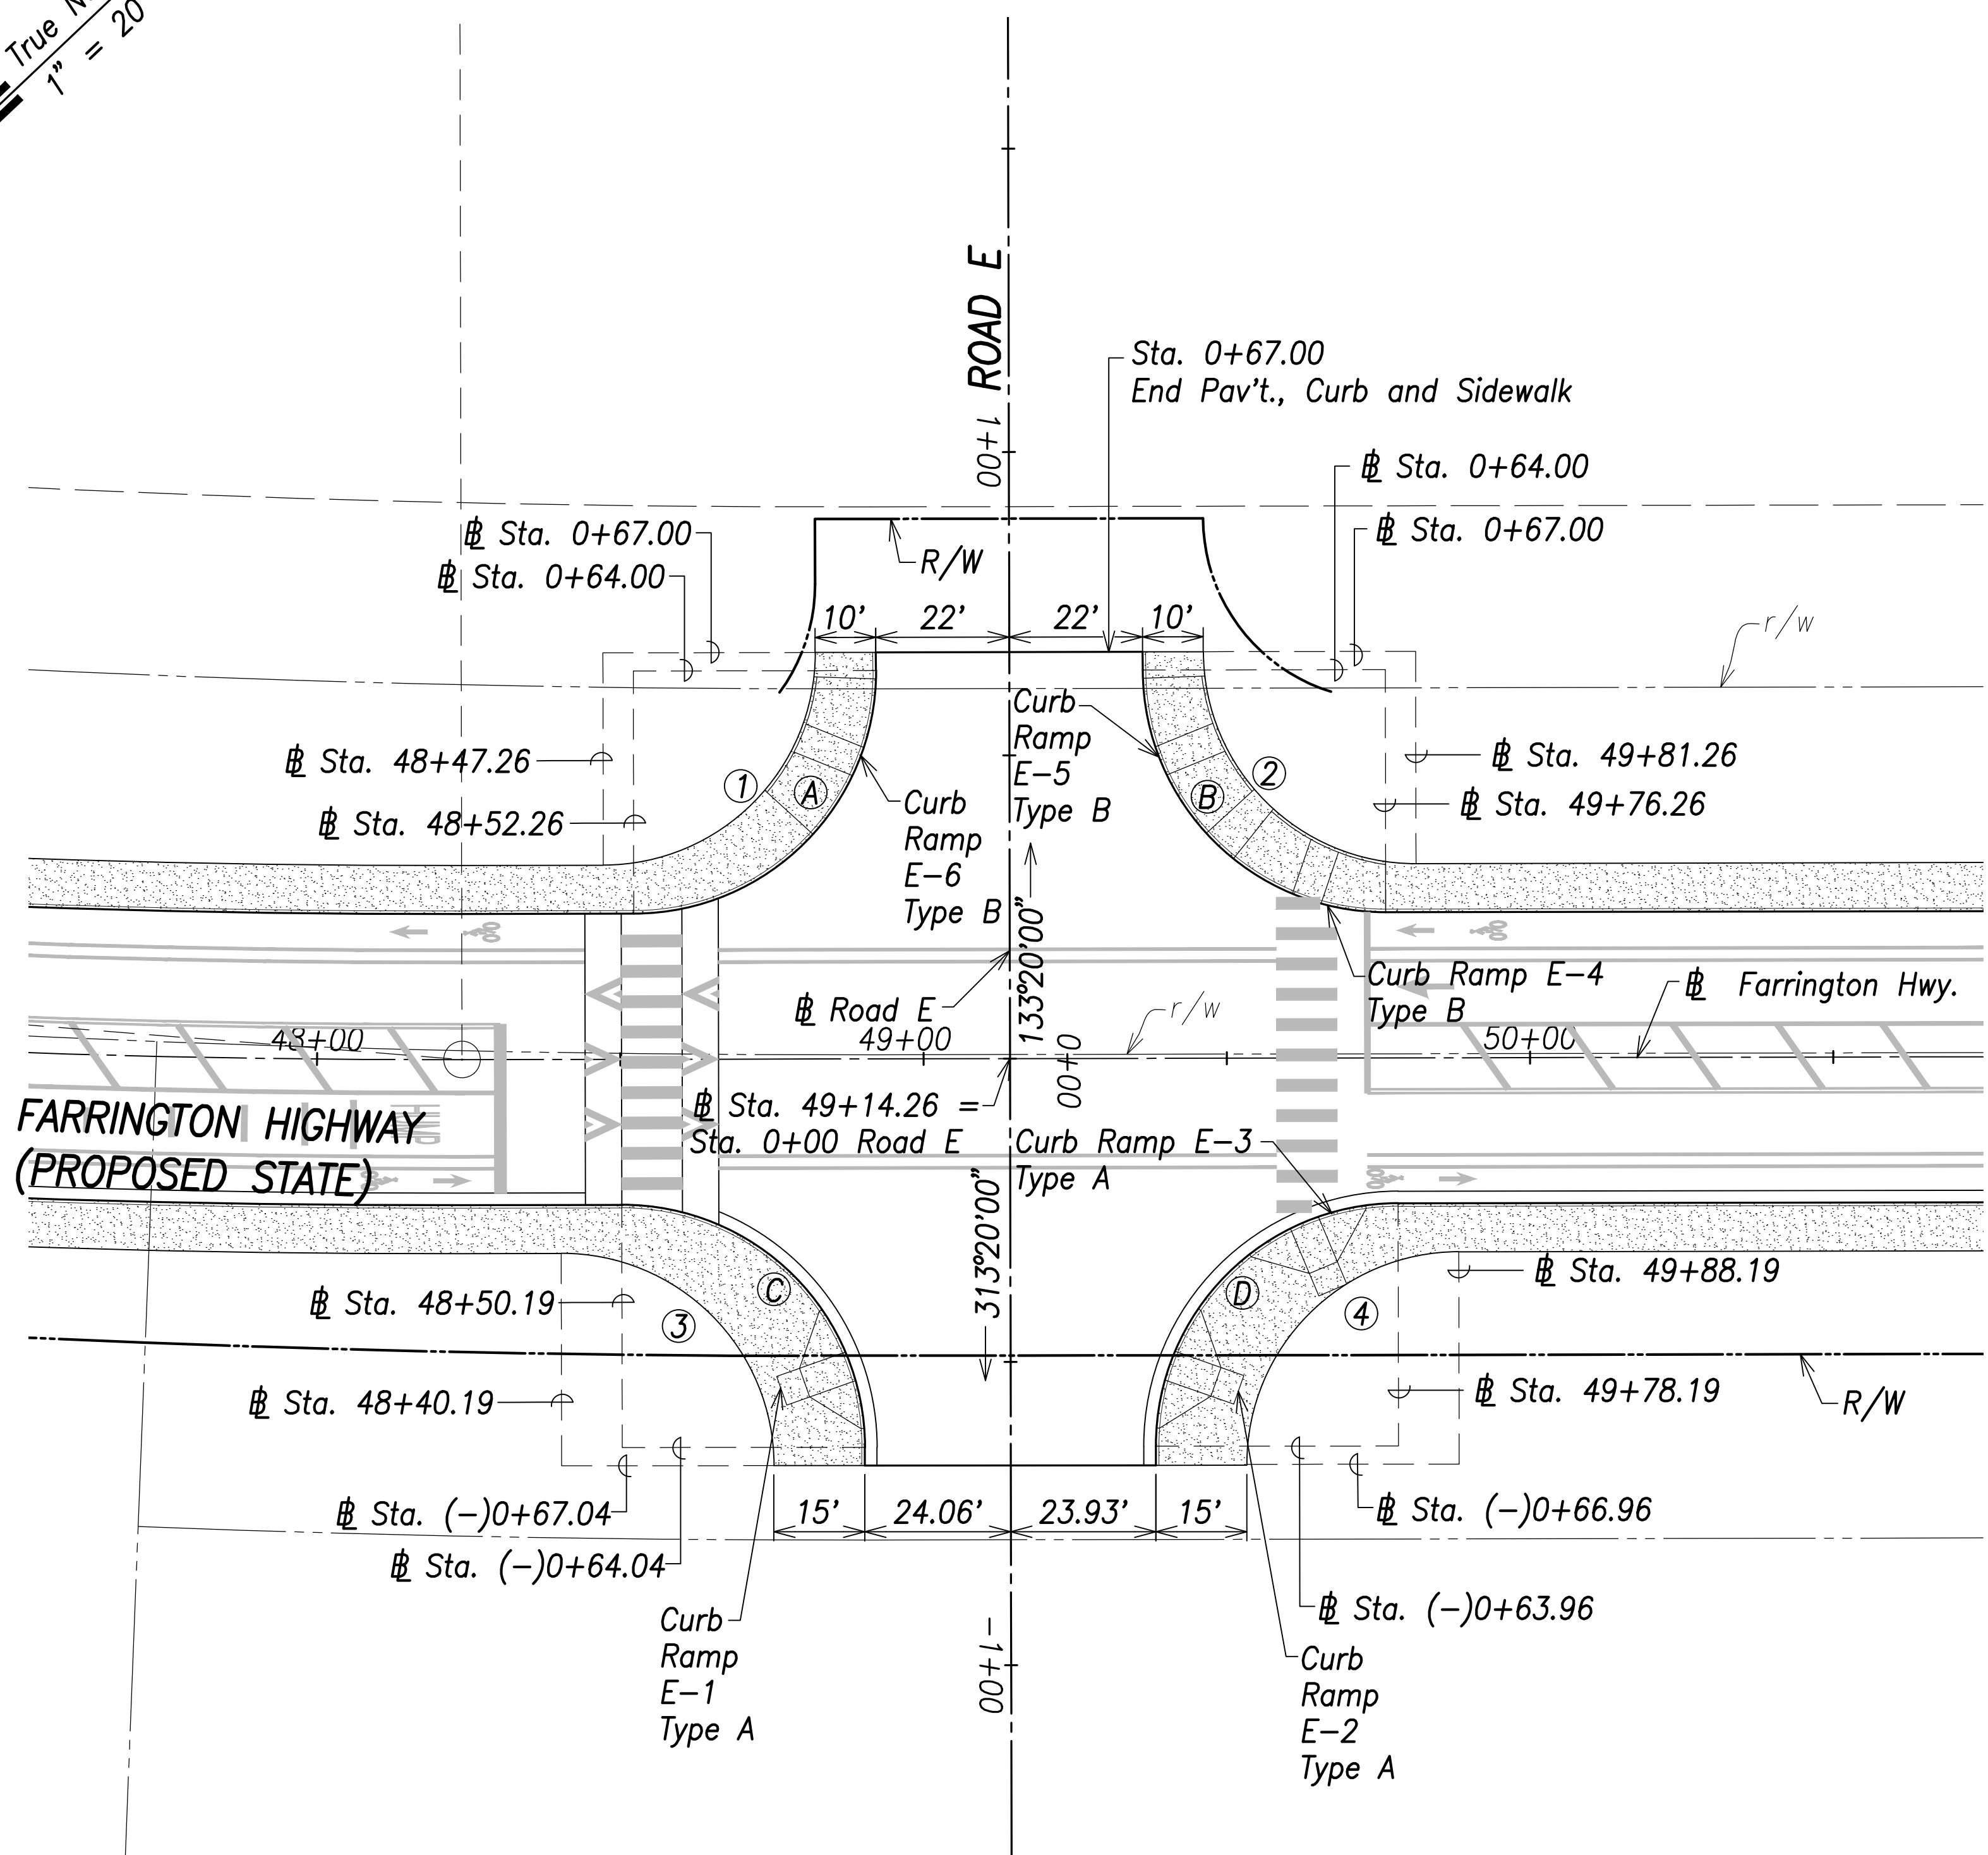 True
1" = 20
ROAD E
1+00
Sta. 0+67.00
End Pav't., Curb and Sidewalk
℄ Sta. 0+64.00
℄ Sta. 0+67.00
℄ Sta. 0+67.00
℄ Sta. 0+64.00
R/W
10' 22' 22' 10'
r/w
℄ Sta. 48+47.26
℄ Sta. 48+52.26
1
A
Curb
Ramp
E-6
Type B
Curb
Ramp
E-5
Type B
B
2
℄ Sta. 49+81.26
℄ Sta. 49+76.26
133°20'00"
℄ Road E
r/w
Curb Ramp E-4
Type B
℄ Farrington Hwy.
48+00
49+00
50+00
0+00
℄ Sta. 49+14.26 =
Sta. 0+00 Road E
Curb Ramp E-3
Type A
FARRINGTON HIGHWAY
(PROPOSED STATE)
313°20'00"
℄ Sta. 48+50.19
3
C
D
4
℄ Sta. 49+88.19
℄ Sta. 48+40.19
℄ Sta. 49+78.19
R/W
℄ Sta. (-)0+67.04
℄ Sta. (-)0+64.04
15' 24.06' 23.93' 15'
℄ Sta. (-)0+66.96
℄ Sta. (-)0+63.96
Curb
Ramp
E-1
Type A
-1+00
Curb
Ramp
E-2
Type A